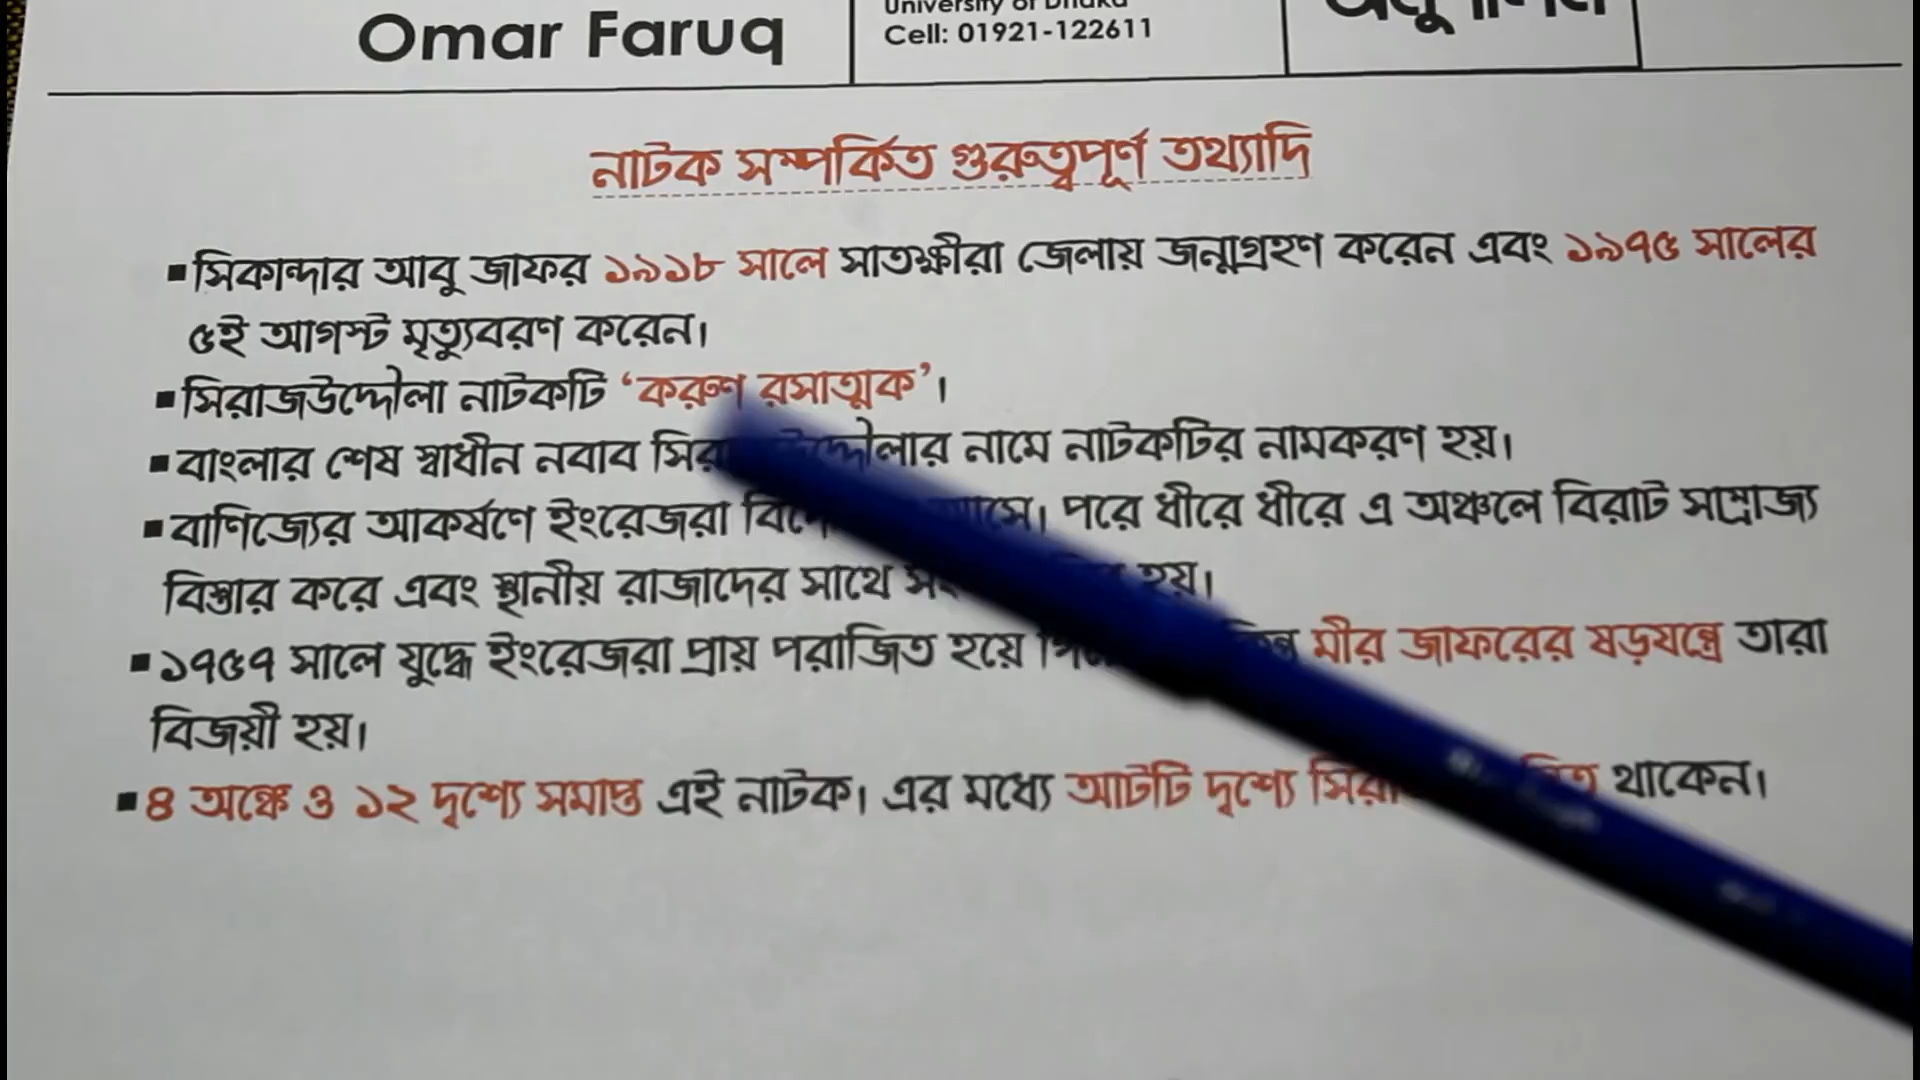 Omar Faruq
University of Dhaka
Cell: 01921-122611
নাটক সম্পর্কিত গুরুত্বপূর্ণ তথ্যাদি
▪সিকান্দার আবু জাফর ১৯১৮ সালে সাতক্ষীরা জেলায় জন্মগ্রহণ করেন এবং ১৯৭৫ সালের
৫ই আগস্ট মৃত্যুবরণ করেন।
▪সিরাজউদ্দৌলা নাটকটি ‘করুণ রসাত্মক’।
▪বাংলার শেষ স্বাধীন নবাব নামে নাটকটির নামকরণ হয়।
▪বাণিজ্যের আকর্ষণে ইংরেজরা পরে ধীরে ধীরে এ অঞ্চলে বিরাট সম্রাজ্য
বিস্তার করে এবং স্থানীয় রাজাদের সাথে হয়।
▪১৭৫৭ সালে যুদ্ধে ইংরেজরা প্রায় পরাজিত হয়ে মীর জাফরের ষড়যন্ত্রে তারা
বিজয়ী হয়।
▪৪ অঙ্কে ও ১২ দৃশ্যে সমাপ্ত এই নাটক। এর মধ্যে আটটি দৃশ্যে থাকেন।